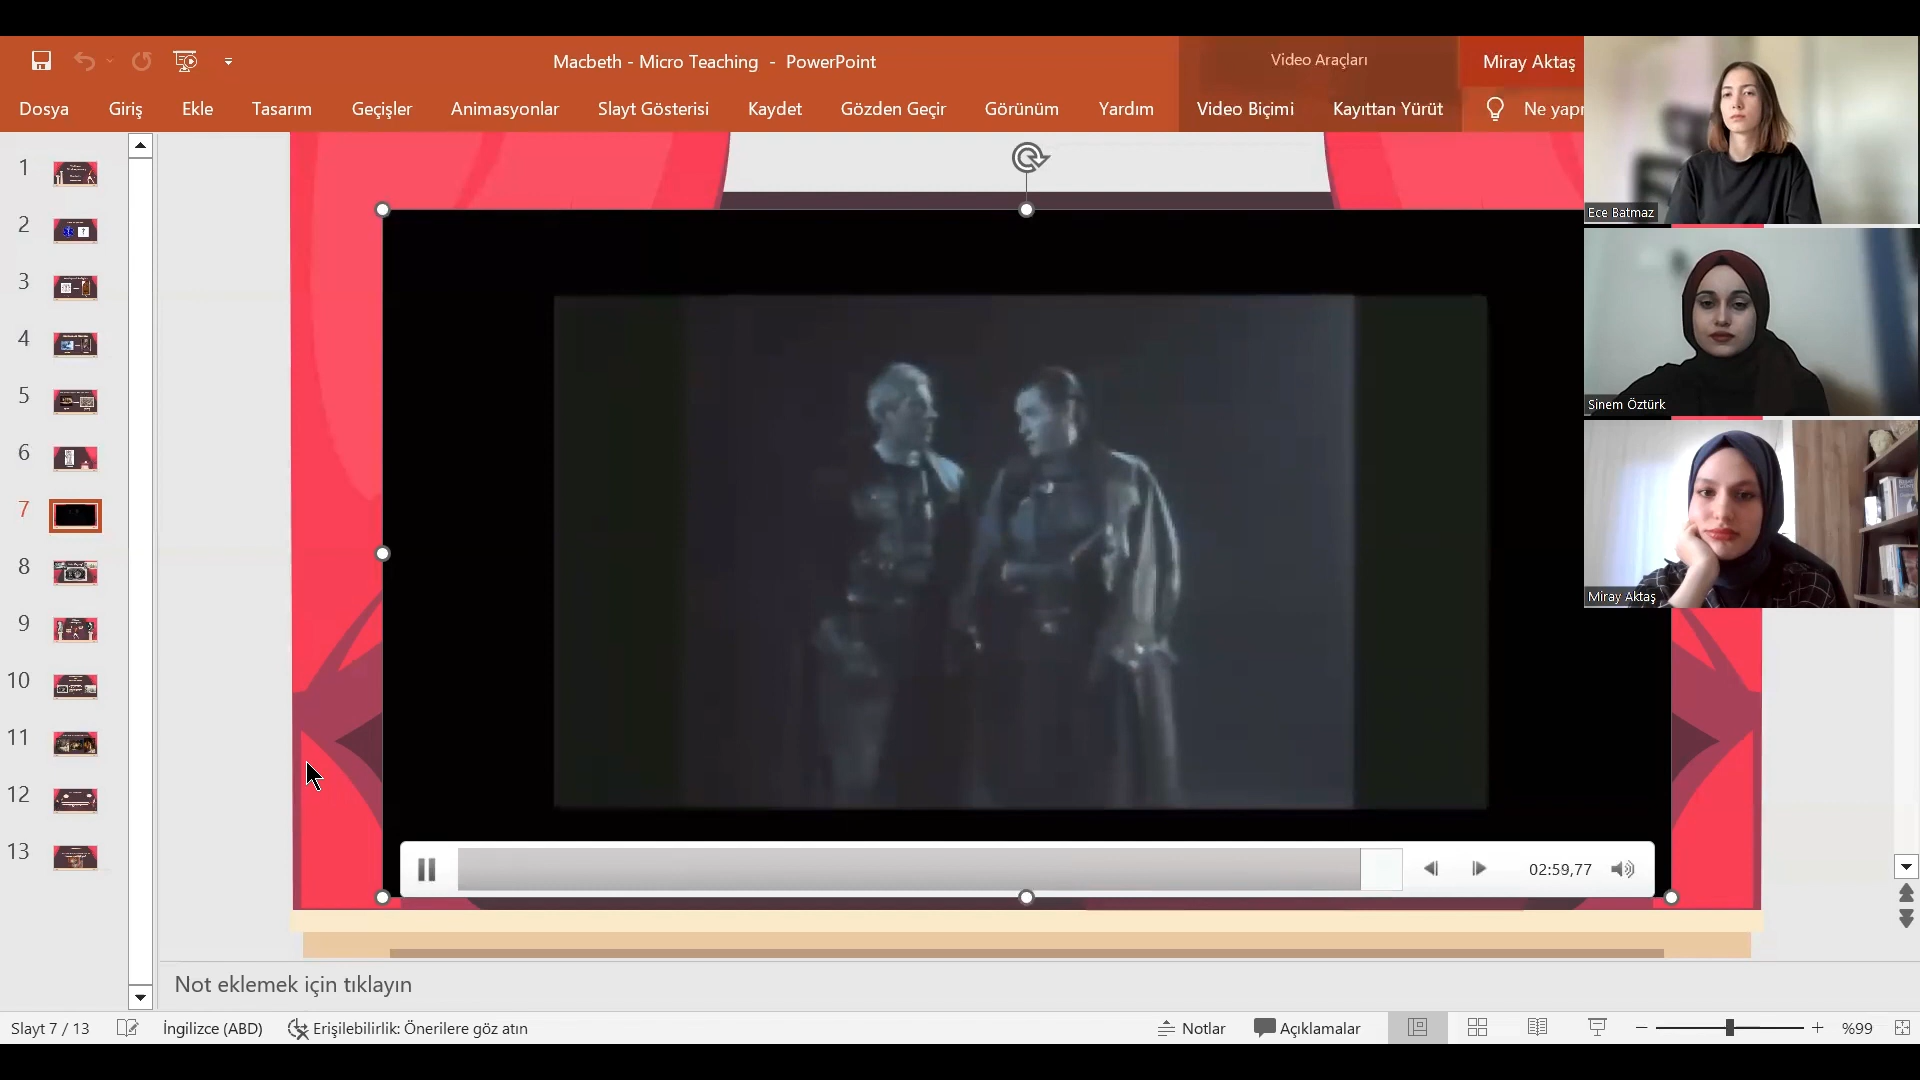 Macbeth - Micro Teaching - PowerPoint
Video Araçları
Miray Aktaş
Dosya Giriş Ekle Tasarım Geçişler Animasyonlar Slayt Gösterisi Kaydet Gözden Geçir Görünüm Yardım Video Biçimi Kayıttan Yürüt Ne yapı
Ece Batmaz
Sinem Öztürk
Miray Aktaş
1
2
3
4
5
6
7
8
9
10
11
12
13
02:59,77
Not eklemek için tıklayın
Slayt 7 / 13 İngilizce (ABD) Erişilebilirlik: Önerilere göz atın Notlar Açıklamalar %99